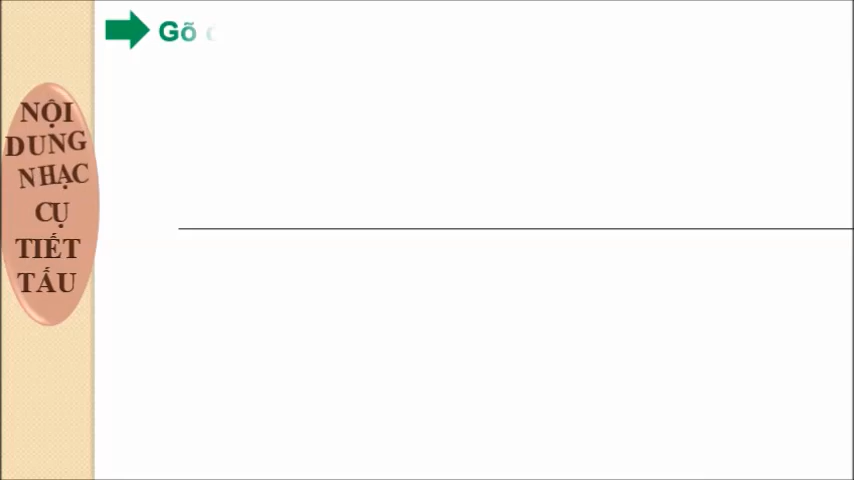 Gõ
NỘI
DUNG
NHẠC
CỤ
TIẾT
TẤU